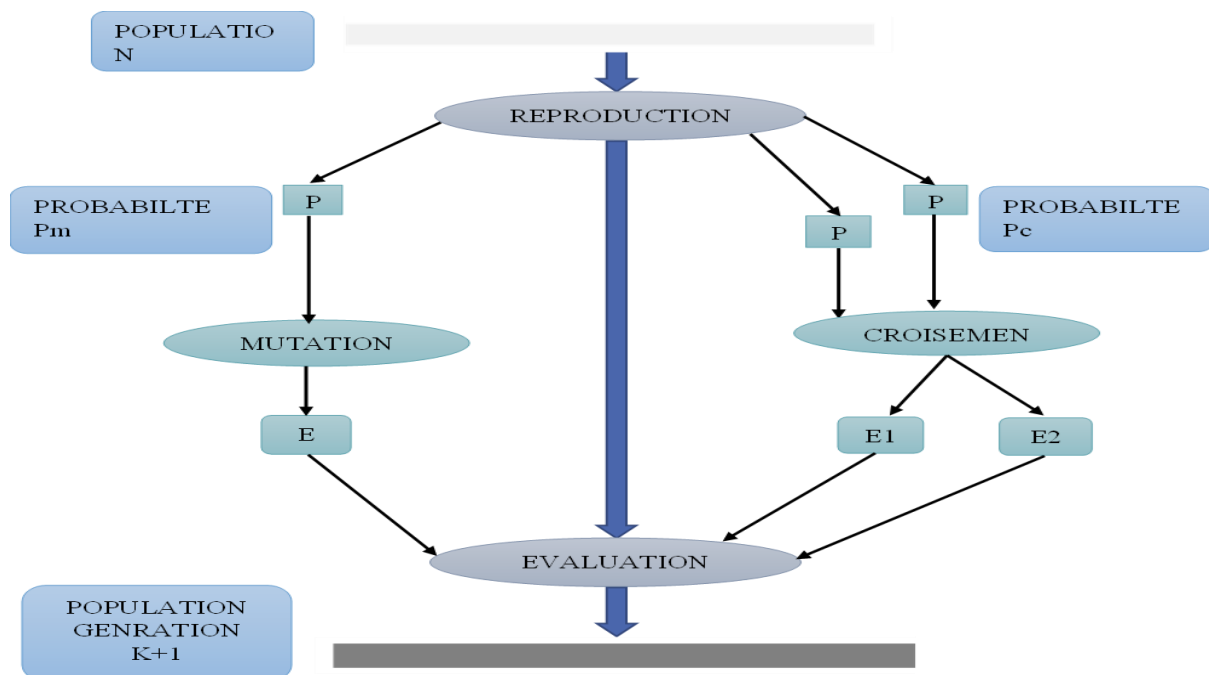 POPULATIO
N
REPRODUCTION
PROBABILTE
Pm
P
P
P
PROBABILTE
Pc
MUTATION
CROISEMEN
E
E1
E2
EVALUATION
POPULATION
GENRATION
K+1